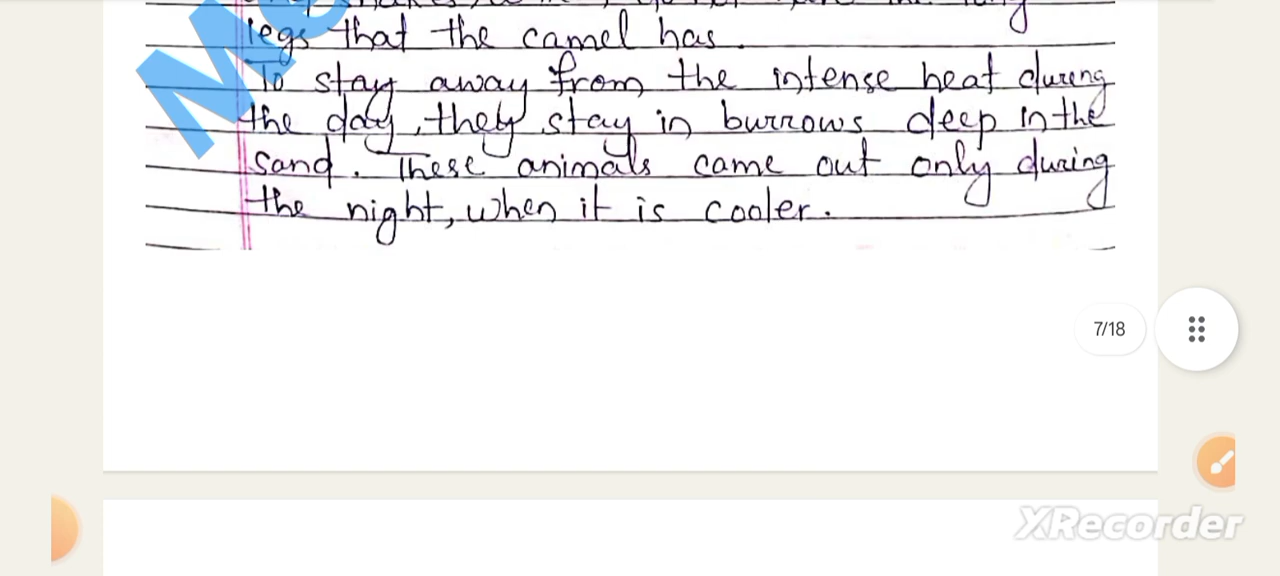 legs that the camel has.
To stay away from the intense heat during
the day, they stay in burrows deep in the
sand. These animals came out only during
the night, when it is cooler.
7/18
XRecorder